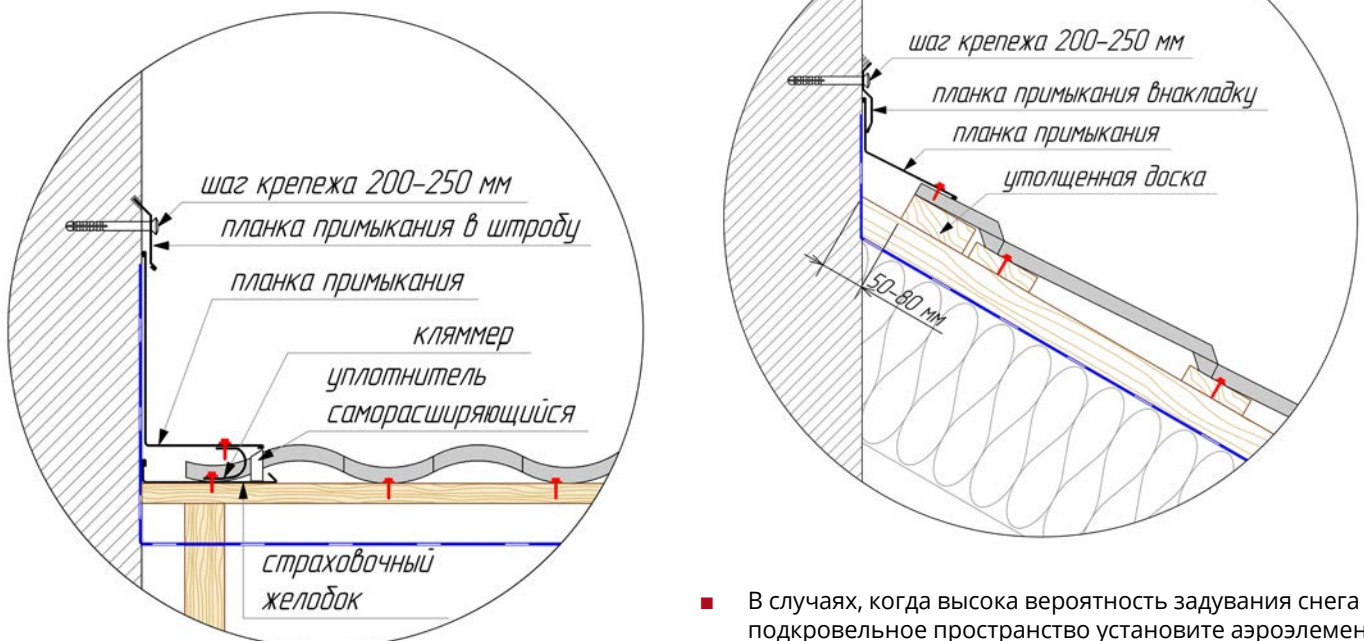 шаг крепежа 200–250 мм
планка примыкания в штробу
планка примыкания
кляммер
уплотнитель
саморасширяющийся
страховочный
желобок
шаг крепежа 200–250 мм
планка примыкания внакладку
планка примыкания
утолщенная доска
50-80 мм
В случаях, когда высока вероятность задувания снега
подкровельное пространство установите аэроэлемен